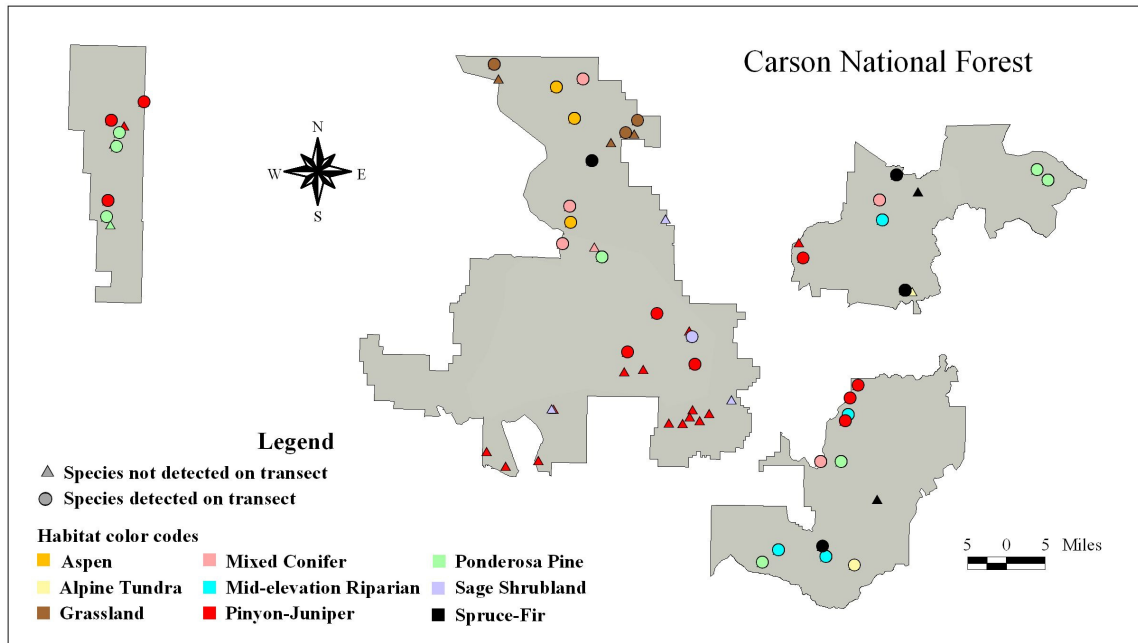 Carson National Forest
N
W E
S
Legend
Species not detected on transect
Species detected on transect
Habitat color codes
Aspen Mixed Conifer Ponderosa Pine
Alpine Tundra Mid-elevation Riparian Sage Shrubland
Grassland Pinyon-Juniper Spruce-Fir
5 0 5 Miles